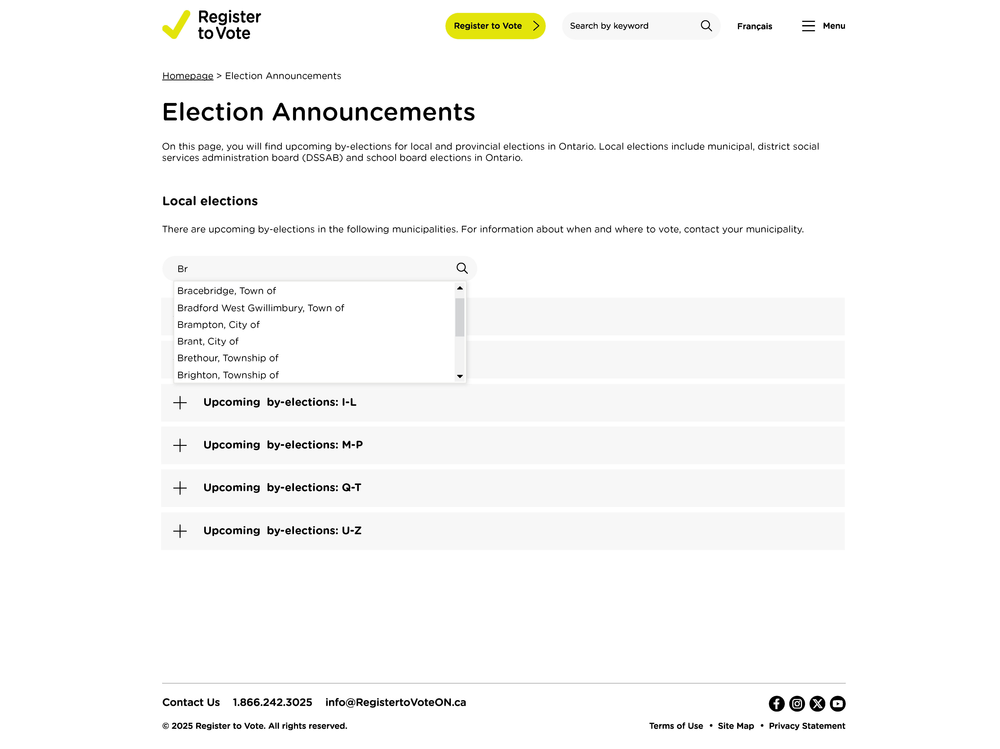 Register
to Vote
Register to Vote
Search by keyword
Français
Menu
Homepage > Election Announcements
Election Announcements
On this page, you will find upcoming by-elections for local and provincial elections in Ontario. Local elections include municipal, district social
services administration board (DSSAB) and school board elections in Ontario.
Local elections
There are upcoming by-elections in the following municipalities. For information about when and where to vote, contact your municipality.
Br
Bracebridge, Town of
Bradford West Gwillimbury, Town of
Brampton, City of
Brant, City of
Brethour, Township of
Brighton, Township of
Upcoming by-elections: I-L
Upcoming by-elections: M-P
Upcoming by-elections: Q-T
Upcoming by-elections: U-Z
Contact Us 1.866.242.3025 info@RegistertoVoteON.ca
© 2025 Register to Vote. All rights reserved.
Terms of Use • Site Map • Privacy Statement